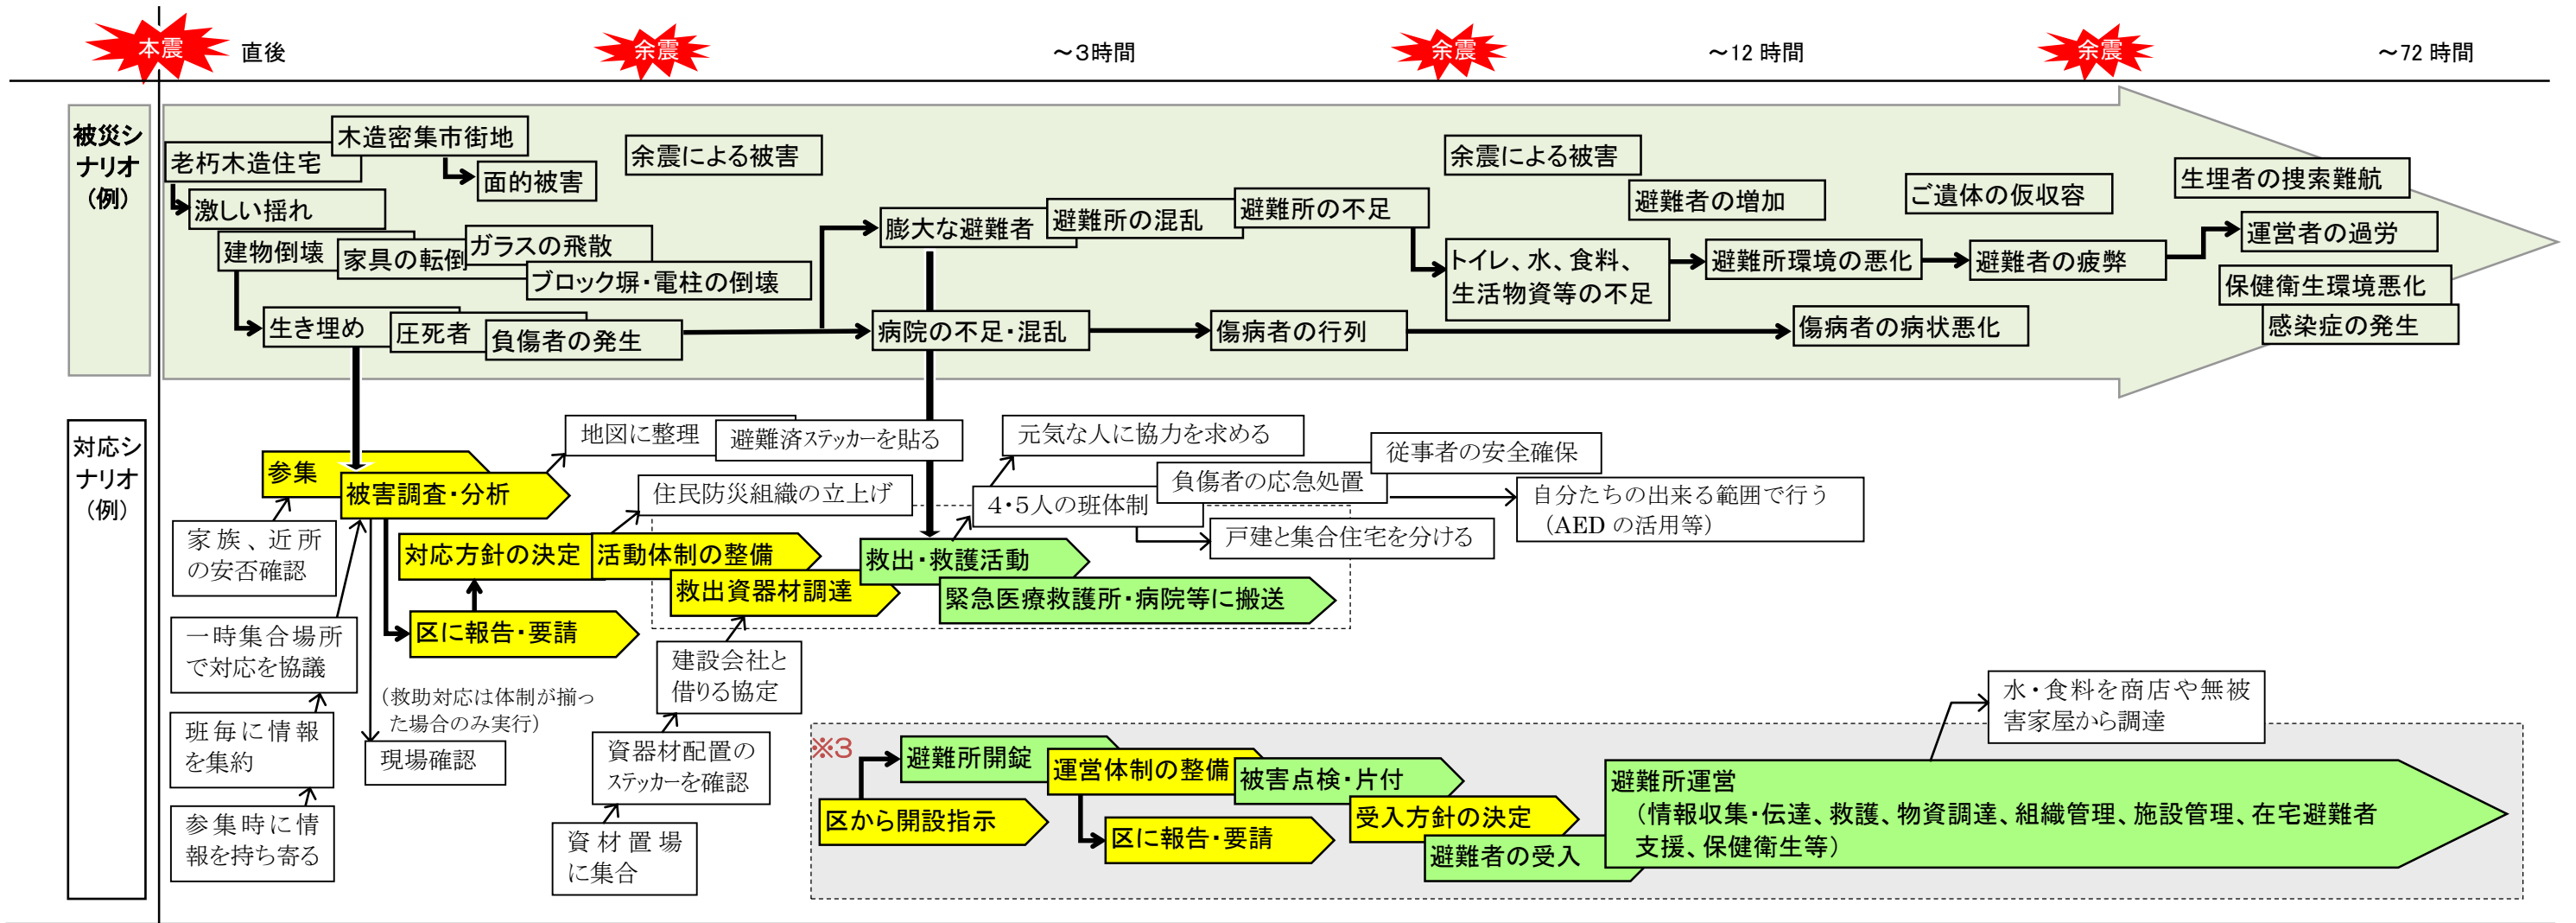 本震
直後
余震
～3時間
余震
～12 時間
余震
～72 時間
被災シ
ナリオ
（例）
老朽木造住宅
木造密集市街地
面的被害
激しい揺れ
建物倒壊
家具の転倒
ガラスの飛散
ブロック塀・電柱の倒壊
生き埋め
圧死者
負傷者の発生
余震による被害
膨大な避難者
避難所の混乱
避難所の不足
病院の不足・混乱
傷病者の行列
余震による被害
避難者の増加
トイレ、水、食料、
生活物資等の不足
避難所環境の悪化
傷病者の病状悪化
ご遺体の仮収容
避難者の疲弊
生埋者の捜索難航
運営者の過労
保健衛生環境悪化
感染症の発生
対応シ
ナリオ
（例）
参集
被害調査・分析
地図に整理
避難済ステッカーを貼る
家族、近所
の安否確認
一時集合場所
で対応を協議
班毎に情報
を集約
参集時に情
報を持ち寄る
（救助対応は体制が揃っ
た場合のみ実行）
現場確認
対応方針の決定
区に報告・要請
住民防災組織の立上げ
活動体制の整備
救出資器材調達
建設会社と
借りる協定
資器材配置の
ステッカーを確認
資材置場
に集合
救出・救護活動
緊急医療救護所・病院等に搬送
元気な人に協力を求める
4・5人の班体制
負傷者の応急処置
従事者の安全確保
戸建と集合住宅を分ける
自分たちの出来る範囲で行う
（AED の活用等）
※3
区から開設指示
避難所開錠
運営体制の整備
区に報告・要請
被害点検・片付
受入方針の決定
避難者の受入
水・食料を商店や無被
害家屋から調達
避難所運営
（情報収集・伝達、救護、物資調達、組織管理、施設管理、在宅避難者
支援、保健衛生等）